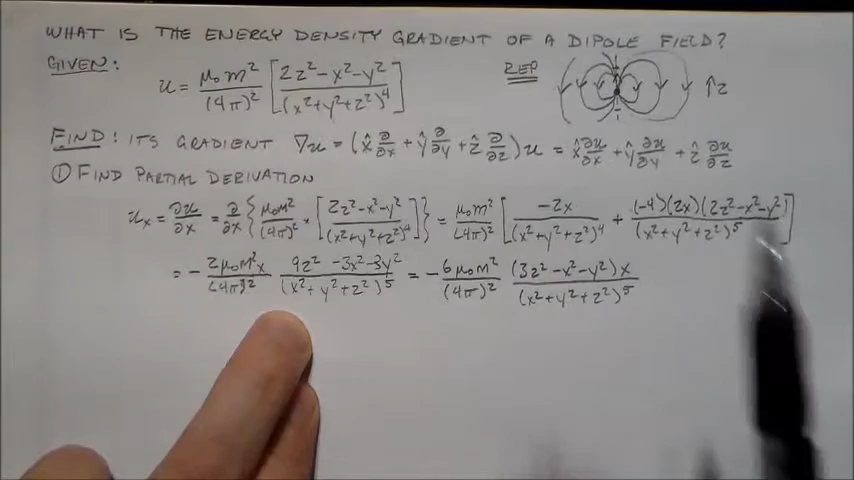 WHAT IS THE ENERGY DENSITY GRADIENT OF A DIPOLE FIELD?
GIVEN: u = μ₀m²/(4π)² [2z²-x²-y² / (x²+y²+z²)⁴] REP ↑z
FIND: ITS GRADIENT ∇u = (x̂ ∂/∂x + ŷ ∂/∂y + ẑ ∂/∂z)u = x̂ ∂u/∂x + ŷ ∂u/∂y + ẑ ∂u/∂z
① FIND PARTIAL DERIVATION
uₓ = ∂u/∂x = ∂/∂x {μ₀m²/(4π)² × [2z²-x²-y² / (x²+y²+z²)⁴]} = μ₀m²/(4π)² [-2x / (x²+y²+z²)⁴ + (-4)(2x)(2z²-x²-y²) / (x²+y²+z²)⁵]
= - 2μ₀m²x/(4π)² 9z²-3x²-3y² / (x²+y²+z²)⁵ = - 6μ₀m²/(4π)² (3z²-x²-y²)x / (x²+y²+z²)⁵